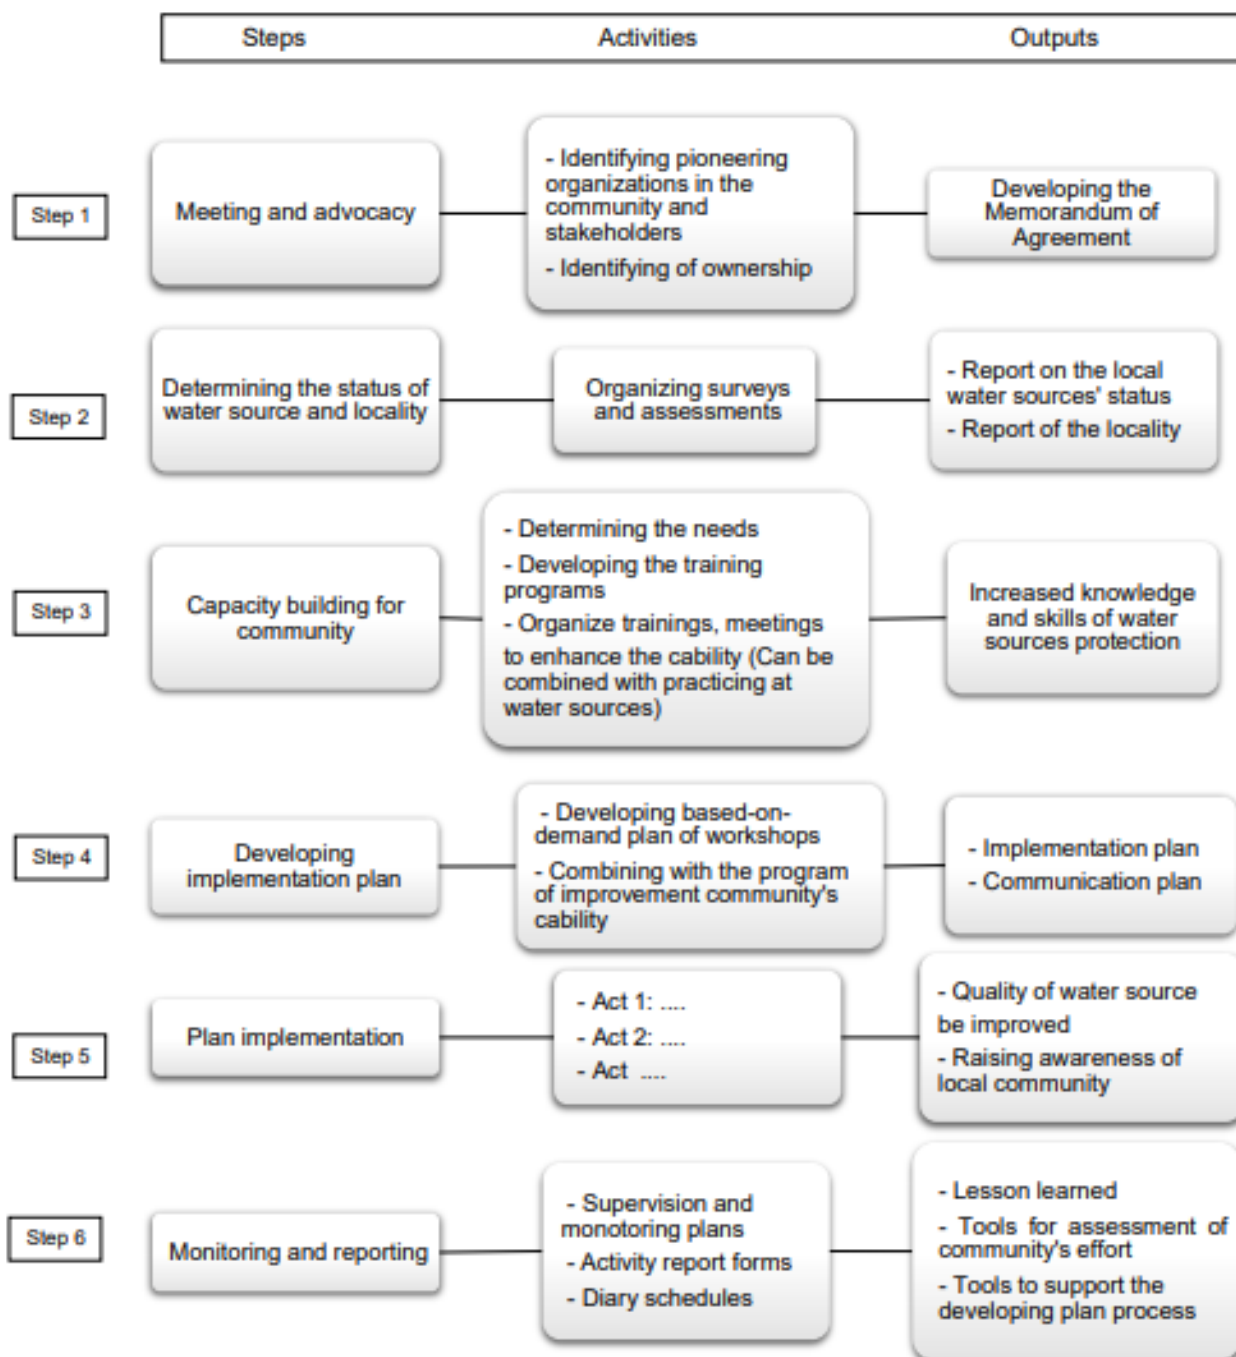 Steps Activities Outputs
Step 1
Meeting and advocacy
- Identifying pioneering
organizations in the
community and
stakeholders
- Identifying of ownership
Developing the
Memorandum of
Agreement
Step 2
Determining the status of
water source and locality
Organizing surveys
and assessments
- Report on the local
water sources' status
- Report of the locality
Step 3
Capacity building for
community
- Determining the needs
- Developing the training
programs
- Organize trainings, meetings
to enhance the cability (Can be
combined with practicing at
water sources)
Increased knowledge
and skills of water
sources protection
Step 4
Developing
implementation plan
- Developing based-on-
demand plan of workshops
- Combining with the program
of improvement community's
cability
- Implementation plan
- Communication plan
Step 5
Plan implementation
- Act 1: ....
- Act 2: ....
- Act ....
- Quality of water source
be improved
- Raising awareness of
local community
Step 6
Monitoring and reporting
- Supervision and
monotoring plans
- Activity report forms
- Diary schedules
- Lesson learned
- Tools for assessment of
community's effort
- Tools to support the
developing plan process